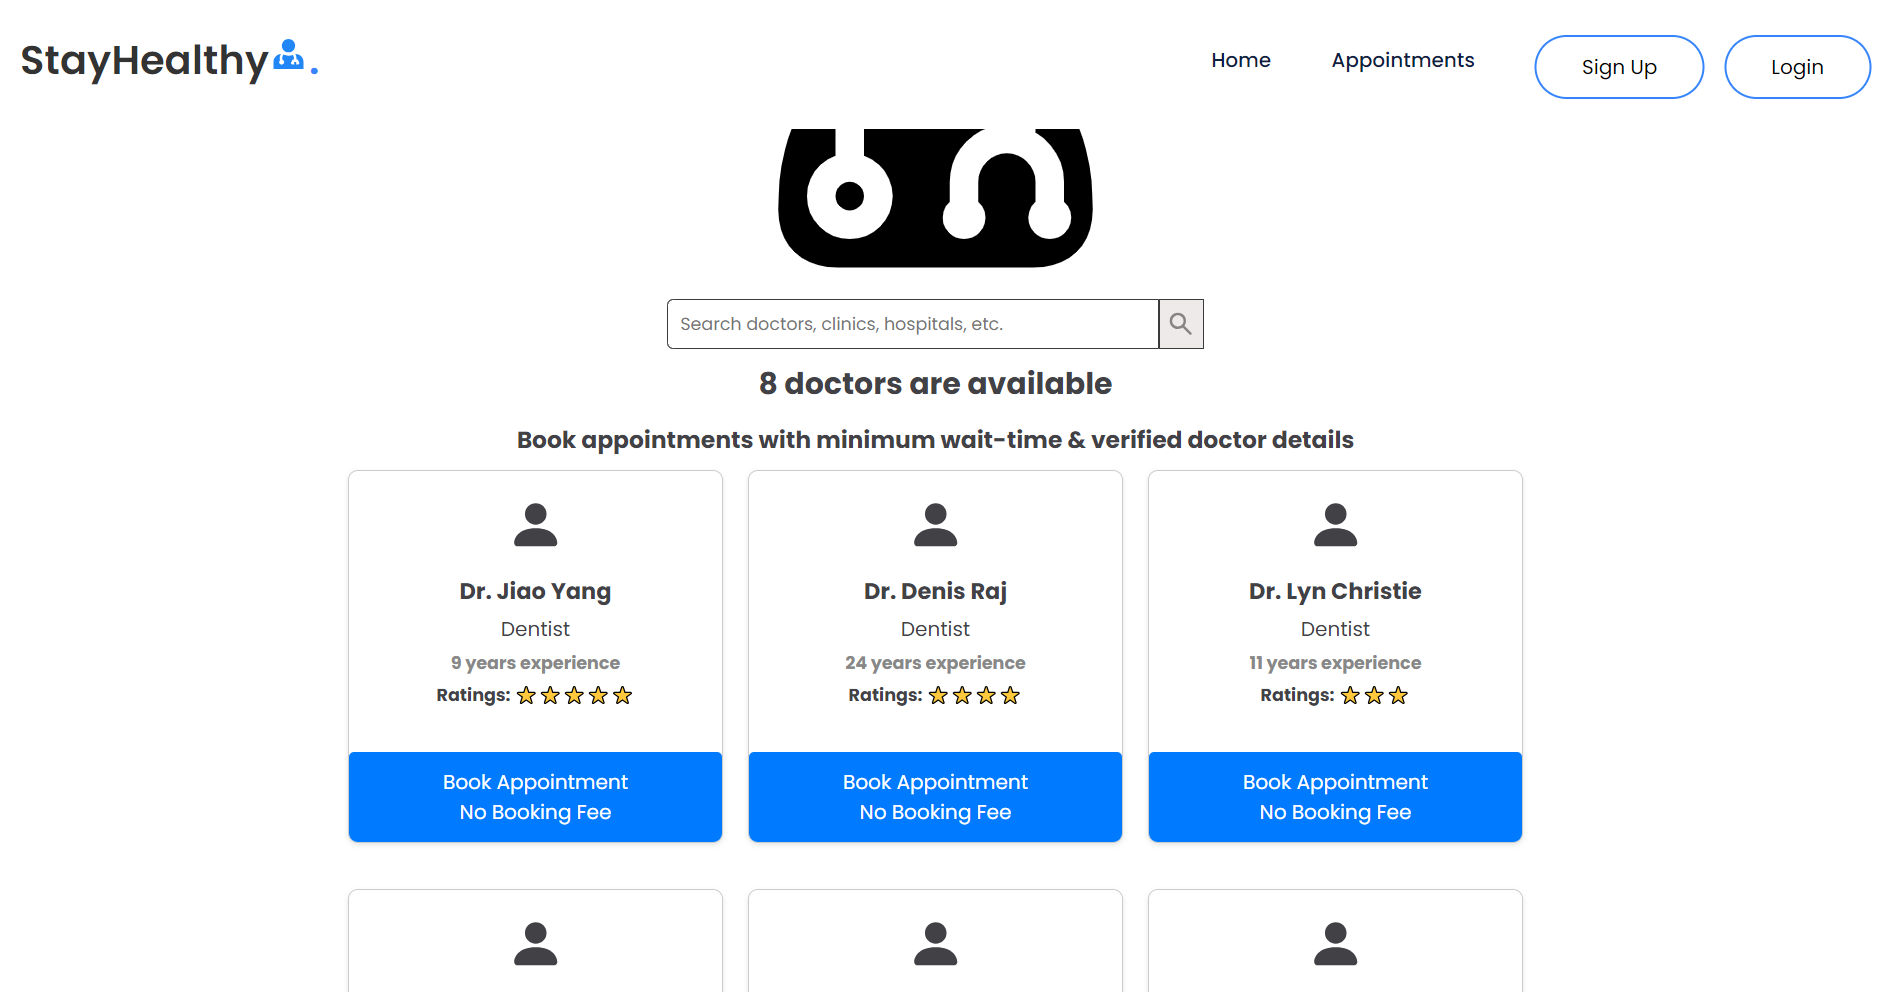 StayHealthy.
Home
Appointments
Sign Up
Login
Search doctors, clinics, hospitals, etc.
8 doctors are available
Book appointments with minimum wait-time & verified doctor details
Dr. Jiao Yang
Dentist
9 years experience
Ratings:
Book Appointment
No Booking Fee
Dr. Denis Raj
Dentist
24 years experience
Ratings:
Book Appointment
No Booking Fee
Dr. Lyn Christie
Dentist
11 years experience
Ratings:
Book Appointment
No Booking Fee